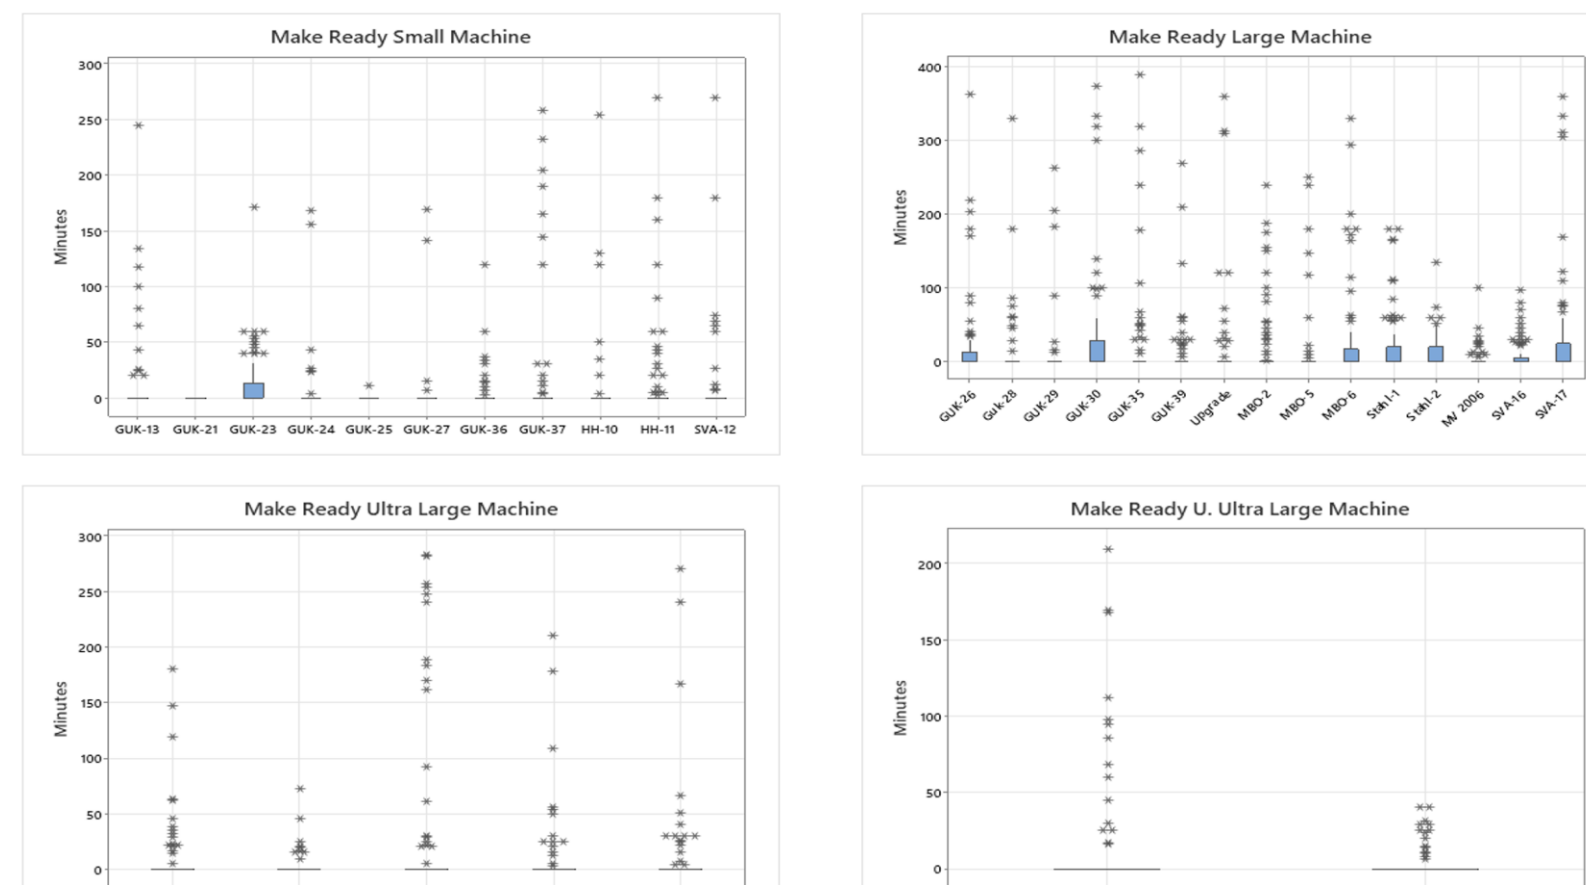 Make Ready Small Machine
Minutes
300
250
200
150
100
50
0
GUK-13 GUK-21 GUK-23 GUK-24 GUK-25 GUK-27 GUK-36 GUK-37 HH-10 HH-11 SVA-12
Make Ready Large Machine
Minutes
400
300
200
100
0
GUK-26 Guk-28 GUK-29 GUK-30 GUK-35 GUK-39 UPgrade MBO-2 MBO-5 MBO-6 Stahl-1 Stahl-2 MV 2006 SVA-16 SVA-17
Make Ready Ultra Large Machine
Minutes
300
250
200
150
100
50
0
Make Ready U. Ultra Large Machine
Minutes
200
150
100
50
0